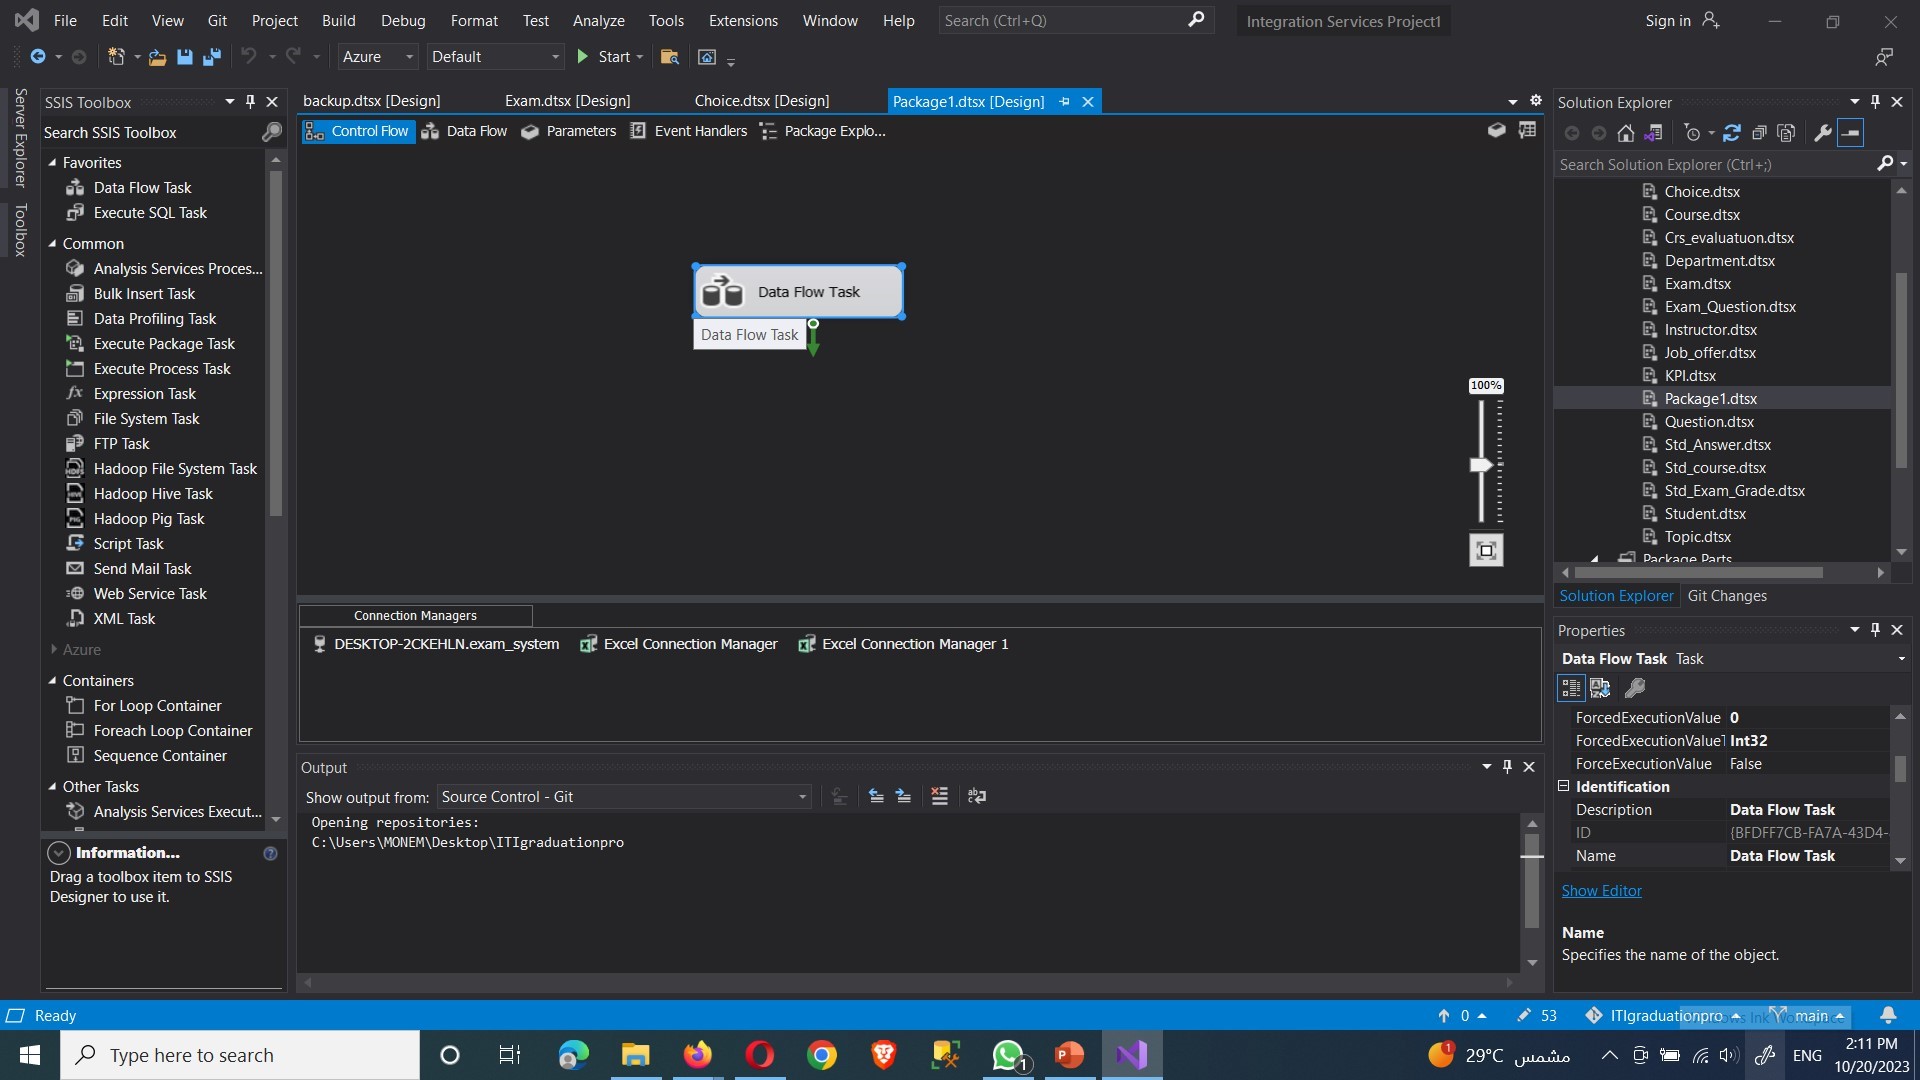 File Edit View Git Project Build Debug Format Test Analyze Tools Extensions Window Help Search (Ctrl+Q) Integration Services Project1 Sign in
Azure Default Start
Server Explorer
Toolbox
SSIS Toolbox
Search SSIS Toolbox
Favorites
Data Flow Task
Execute SQL Task
Common
Analysis Services Proces...
Bulk Insert Task
Data Profiling Task
Execute Package Task
Execute Process Task
Expression Task
File System Task
FTP Task
Hadoop File System Task
Hadoop Hive Task
Hadoop Pig Task
Script Task
Send Mail Task
Web Service Task
XML Task
Azure
Containers
For Loop Container
Foreach Loop Container
Sequence Container
Other Tasks
Analysis Services Execut...
Information...
Drag a toolbox item to SSIS
Designer to use it.
backup.dtsx [Design] Exam.dtsx [Design] Choice.dtsx [Design] Package1.dtsx [Design]
Control Flow Data Flow Parameters Event Handlers Package Explo...
Data Flow Task
Data Flow Task
100%
Connection Managers
DESKTOP-2CKEHLN.exam_system Excel Connection Manager Excel Connection Manager 1
Output
Show output from: Source Control - Git
Opening repositories:
C:\Users\MONEM\Desktop\ITIgraduationpro
Solution Explorer
Search Solution Explorer (Ctrl+;)
Choice.dtsx
Course.dtsx
Crs_evaluatuon.dtsx
Department.dtsx
Exam.dtsx
Exam_Question.dtsx
Instructor.dtsx
Job_offer.dtsx
KPI.dtsx
Package1.dtsx
Question.dtsx
Std_Answer.dtsx
Std_course.dtsx
Std_Exam_Grade.dtsx
Student.dtsx
Topic.dtsx
Package Parts
Solution Explorer Git Changes
Properties
Data Flow Task Task
ForcedExecutionValue 0
ForcedExecutionValueT Int32
ForceExecutionValue False
Identification
Description Data Flow Task
ID {BFDFF7CB-FA7A-43D4-
Name Data Flow Task
Show Editor
Name
Specifies the name of the object.
Ready 0 53 ITIgraduationpro main
Type here to search
1
1 29°C مشمس ENG
2:11 PM
10/20/2023